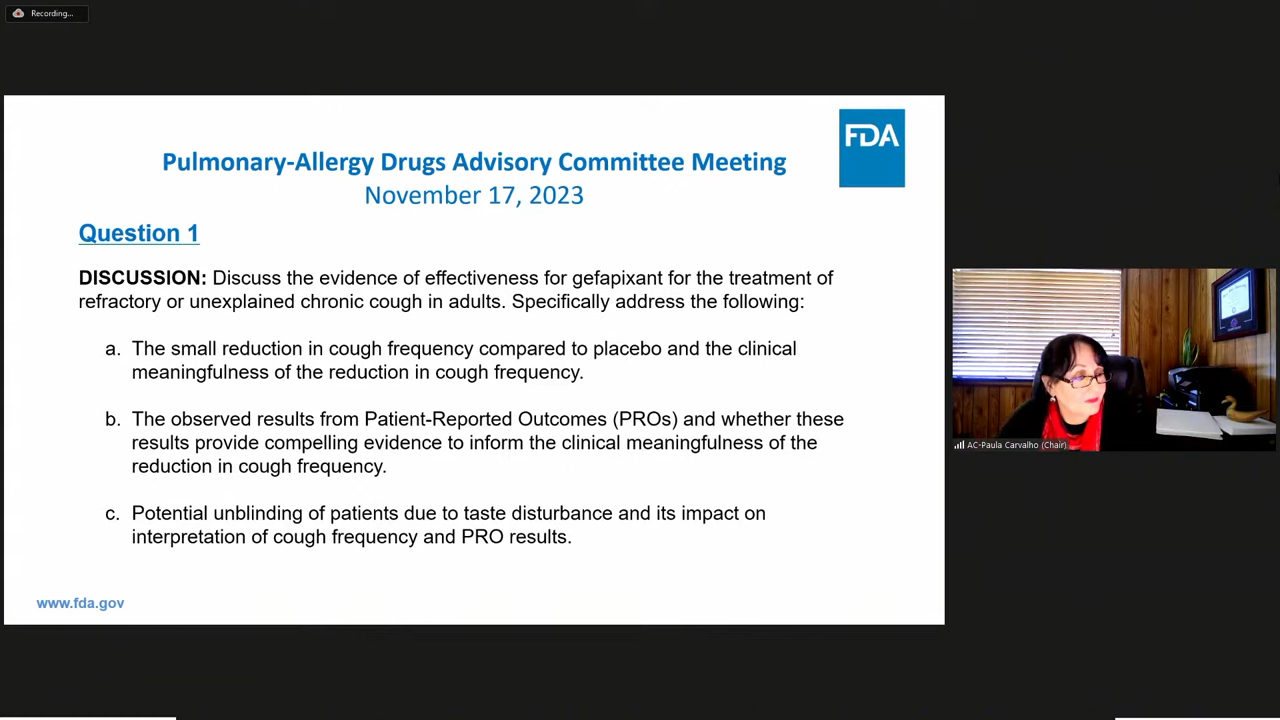 Recording...
FDA
Pulmonary-Allergy Drugs Advisory Committee Meeting
November 17, 2023
Question 1
DISCUSSION: Discuss the evidence of effectiveness for gefapixant for the treatment of
refractory or unexplained chronic cough in adults. Specifically address the following:
a. The small reduction in cough frequency compared to placebo and the clinical
meaningfulness of the reduction in cough frequency.
b. The observed results from Patient-Reported Outcomes (PROs) and whether these
results provide compelling evidence to inform the clinical meaningfulness of the
reduction in cough frequency.
c. Potential unblinding of patients due to taste disturbance and its impact on
interpretation of cough frequency and PRO results.
www.fda.gov
AC-Paula Carvalho (Chair)